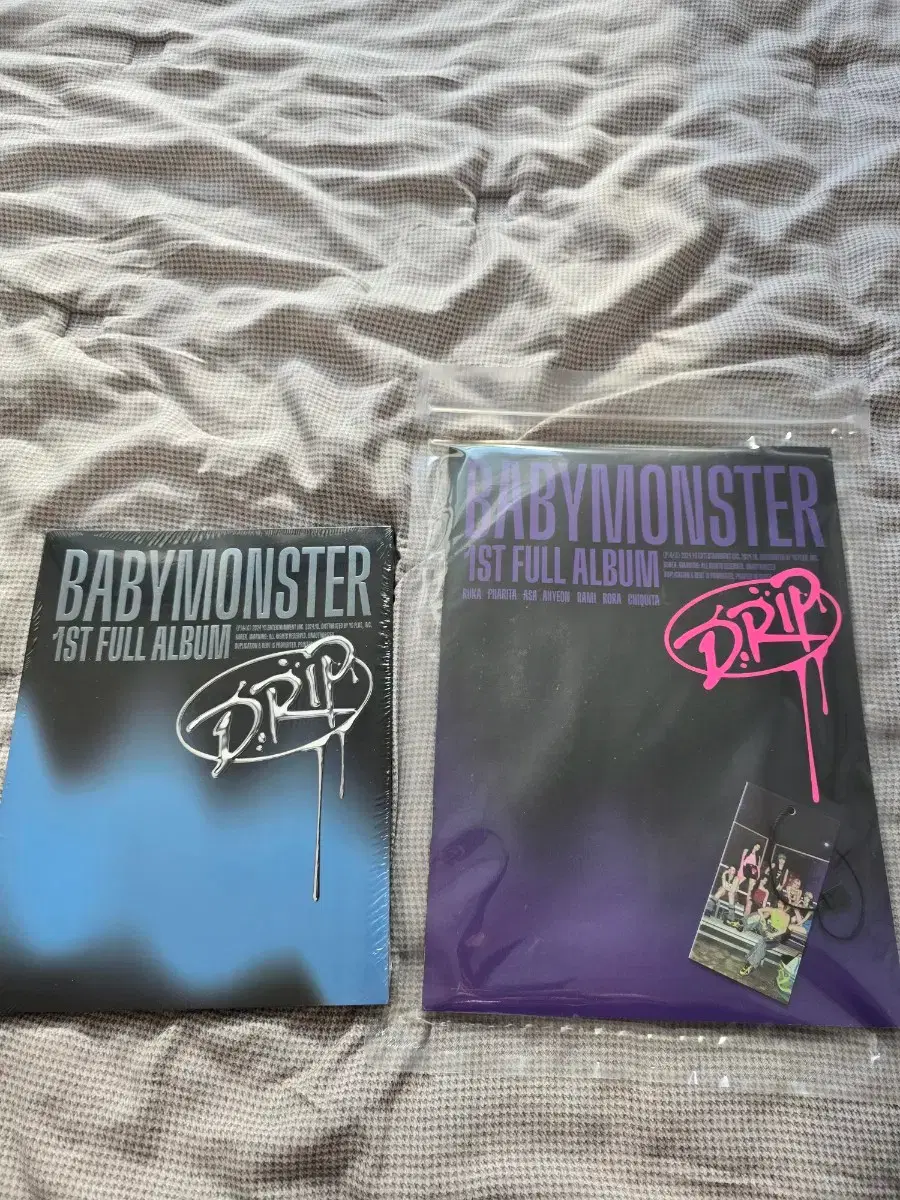 BABYMONSTER
1ST FULL ALBUM
DRIP
BABYMONSTER
1ST FULL ALBUM
RUKA PHARITA ASA AHYEON RAMI RORA CHIQUITA
DRIP